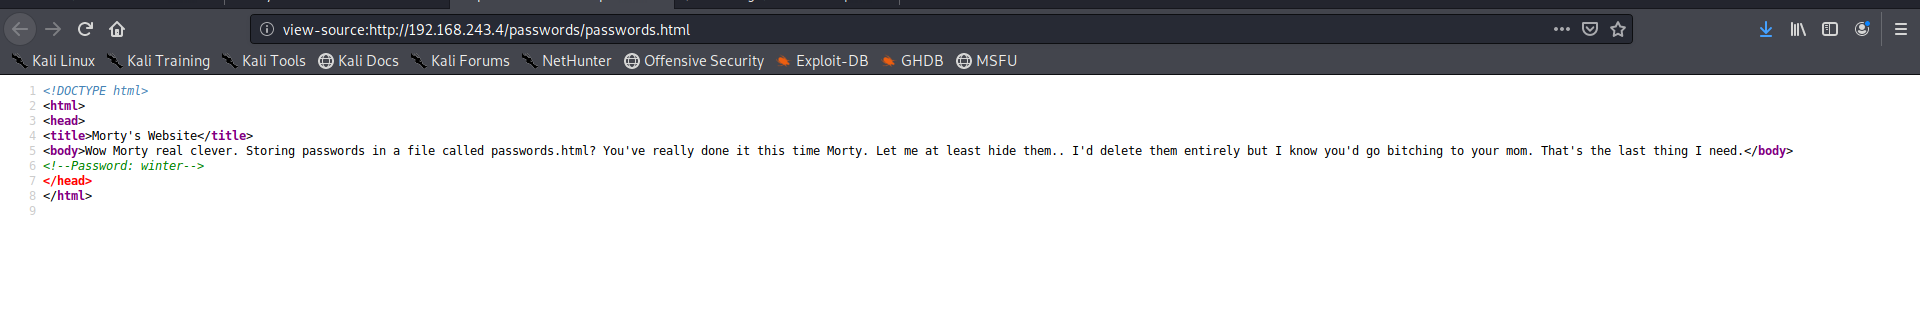 view-source:http://192.168.243.4/passwords/passwords.html
Kali Linux Kali Training Kali Tools Kali Docs Kali Forums NetHunter Offensive Security Exploit-DB GHDB MSFU
1 <!DOCTYPE html>
2 <html>
3 <head>
4 <title>Morty's Website</title>
5 <body>Wow Morty real clever. Storing passwords in a file called passwords.html? You've really done it this time Morty. Let me at least hide them.. I'd delete them entirely but I know you'd go bitching to your mom. That's the last thing I need.</body>
6 <!--Password: winter-->
7 </head>
8 </html>
9